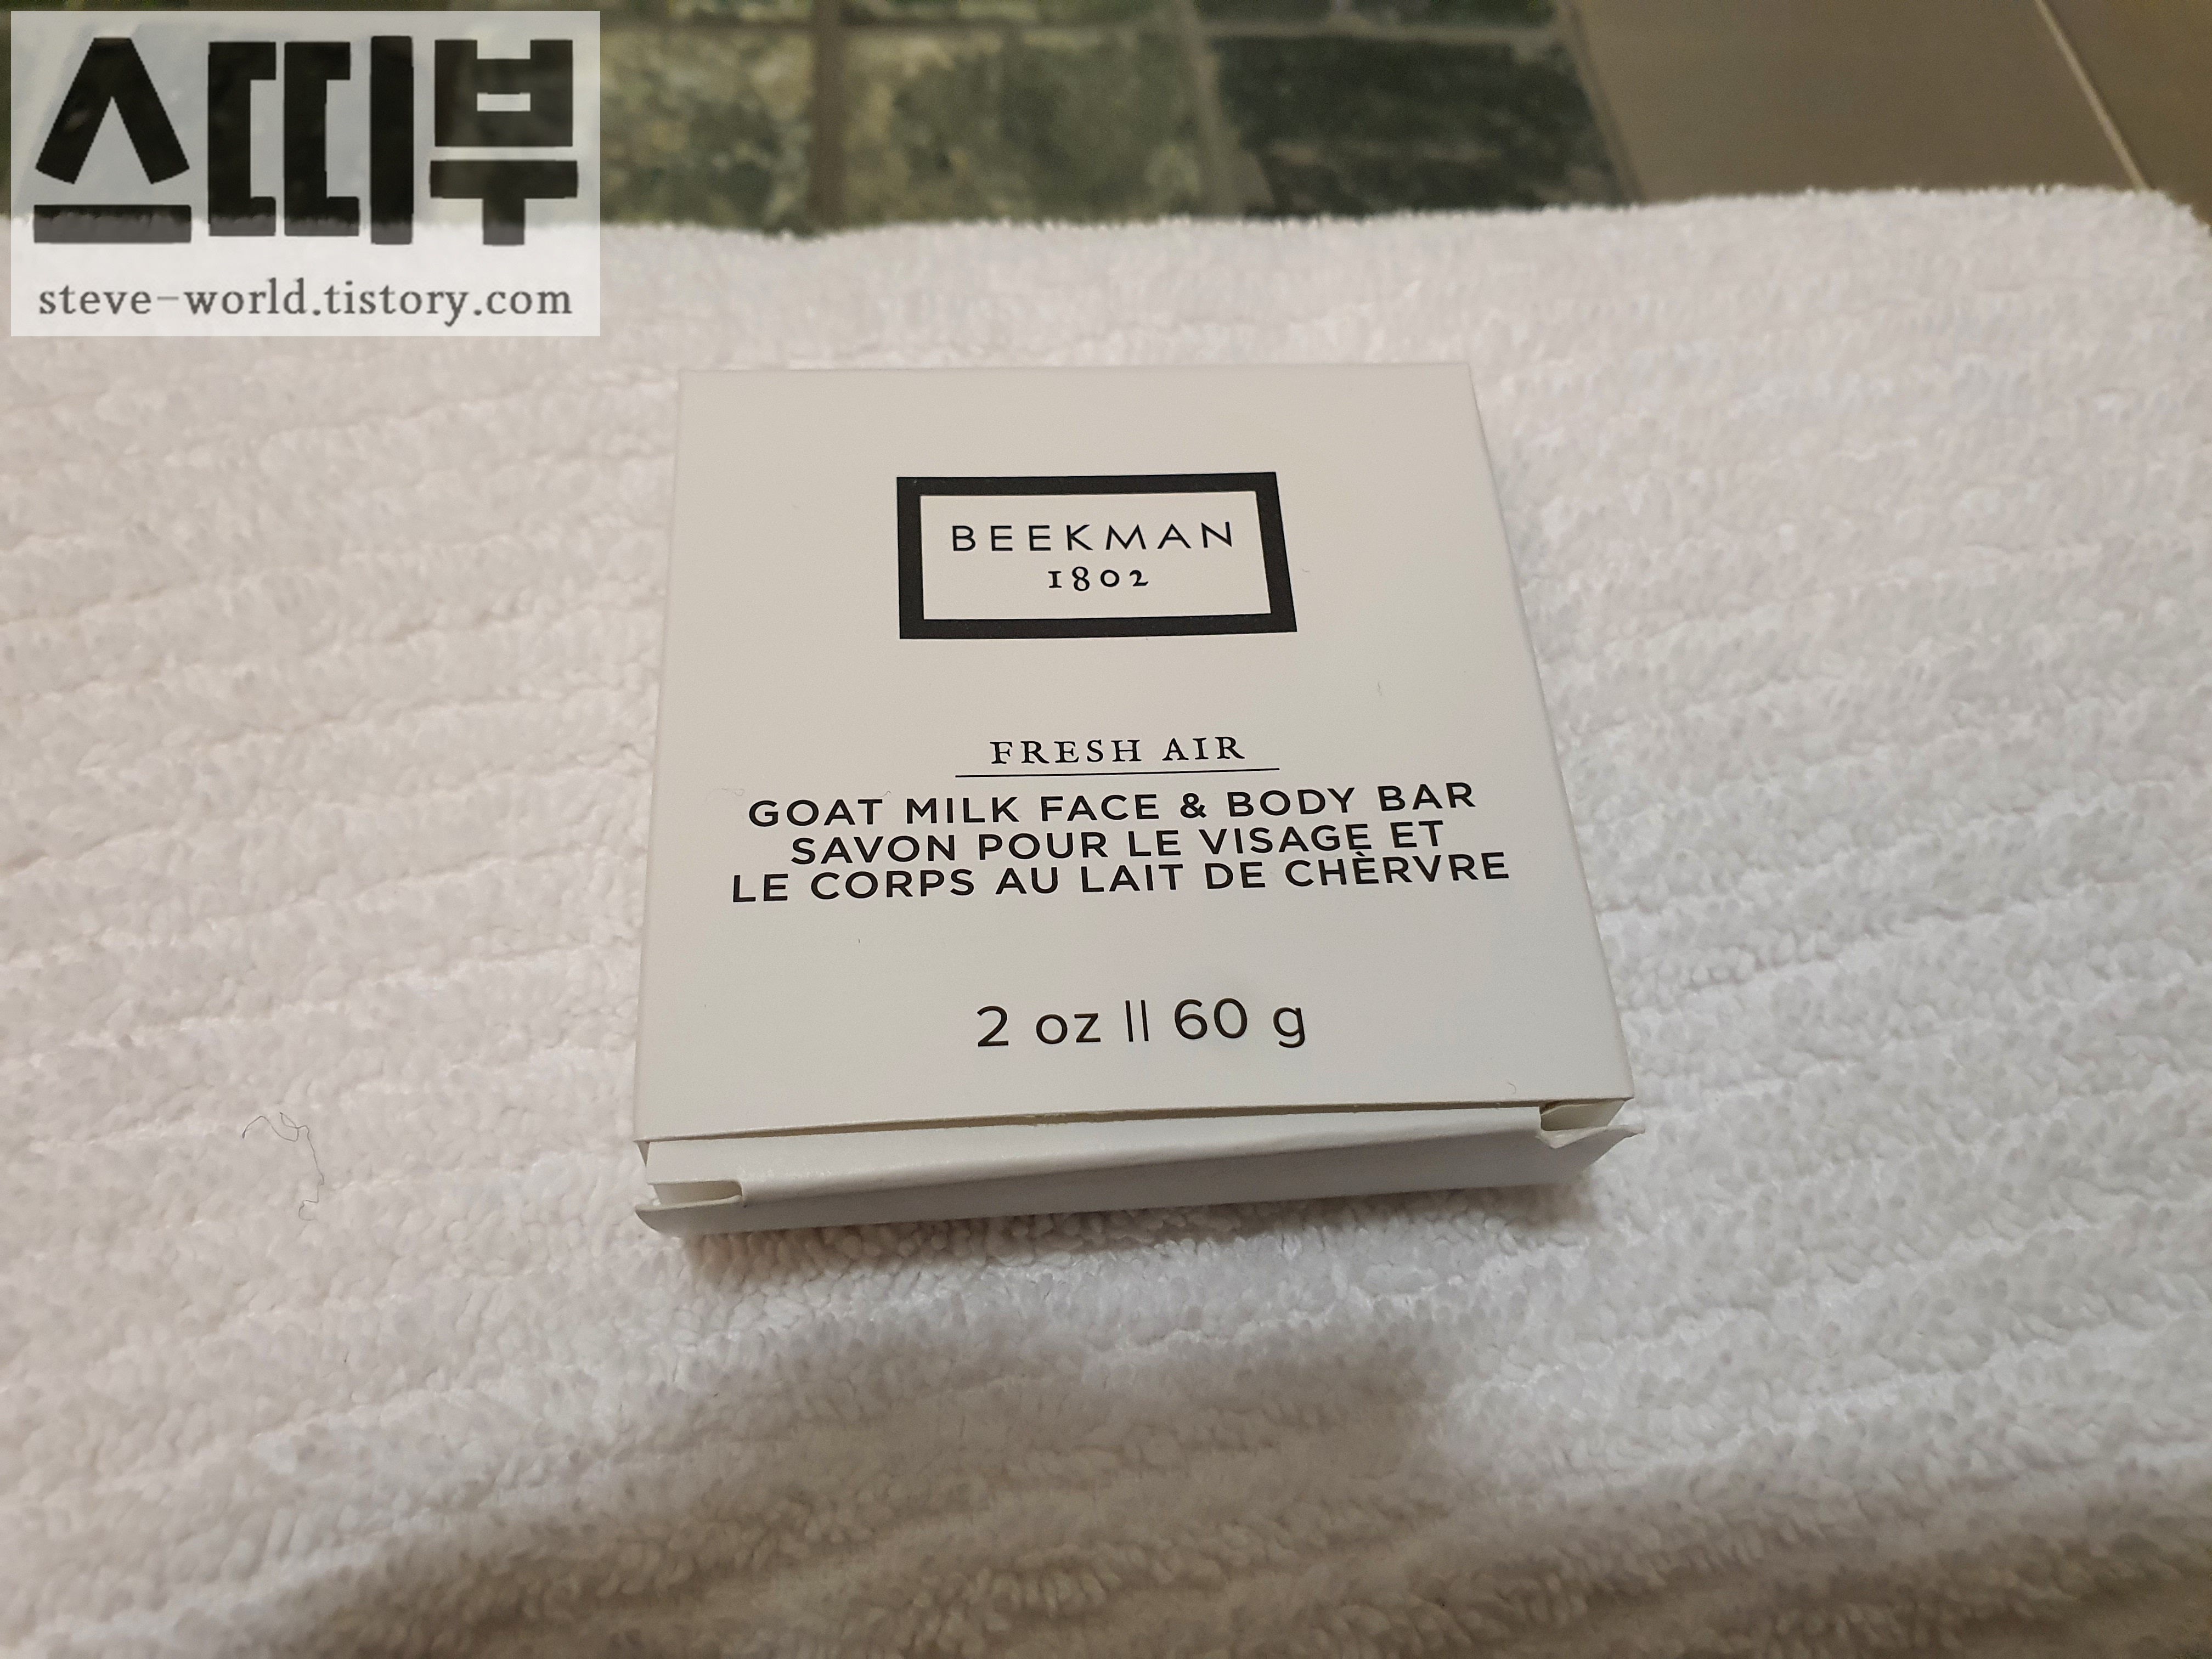 스띠부
steve-world.tistory.com
BEEKMAN
1802
FRESH AIR
GOAT MILK FACE & BODY BAR
SAVON POUR LE VISAGE ET
LE CORPS AU LAIT DE CHÈRVRE
2 oz || 60 g